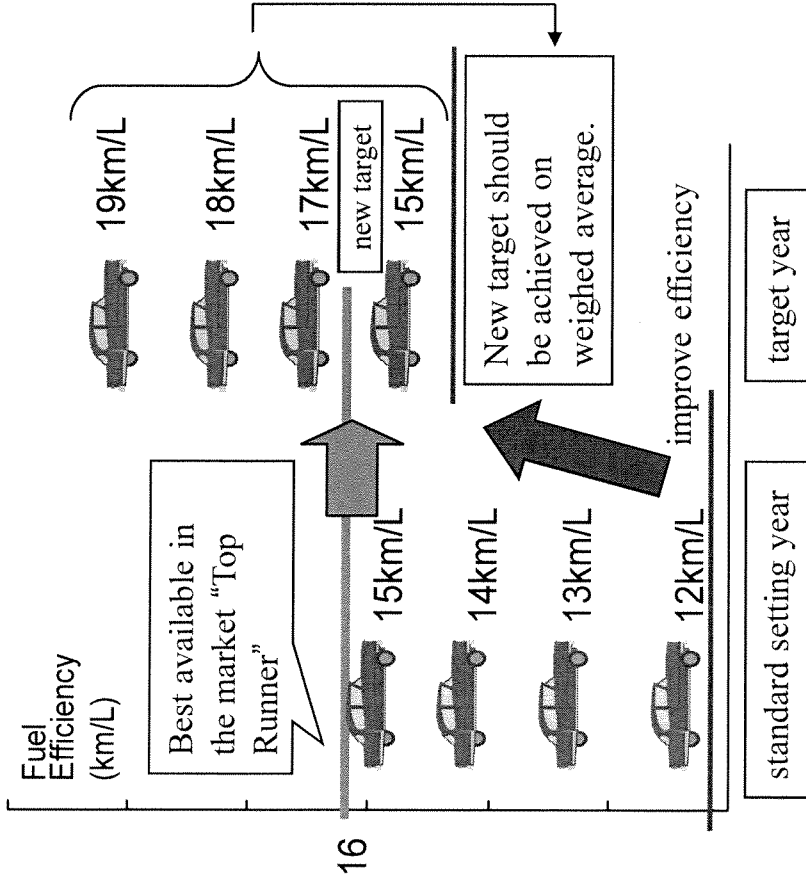 Fuel
Efficiency
(km/L)
Best available in
the market “Top
Runner”
16
15km/L
14km/L
13km/L
12km/L
standard setting year
19km/L
18km/L
17km/L
new target
15km/L
New target should
be achieved on
weighed average.
improve efficiency
target year